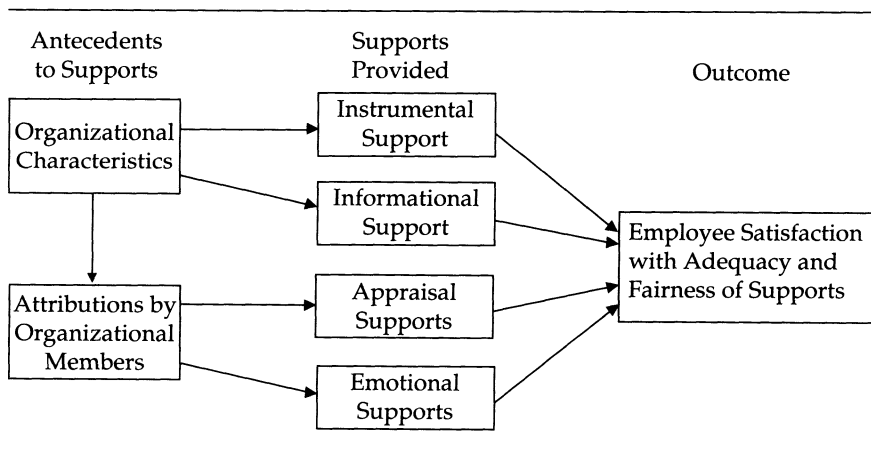 Antecedents
to Supports
Supports
Provided
Outcome
Organizational
Characteristics
Instrumental
Support
Informational
Support
Employee Satisfaction
with Adequacy and
Fairness of Supports
Attributions by
Organizational
Members
Appraisal
Supports
Emotional
Supports